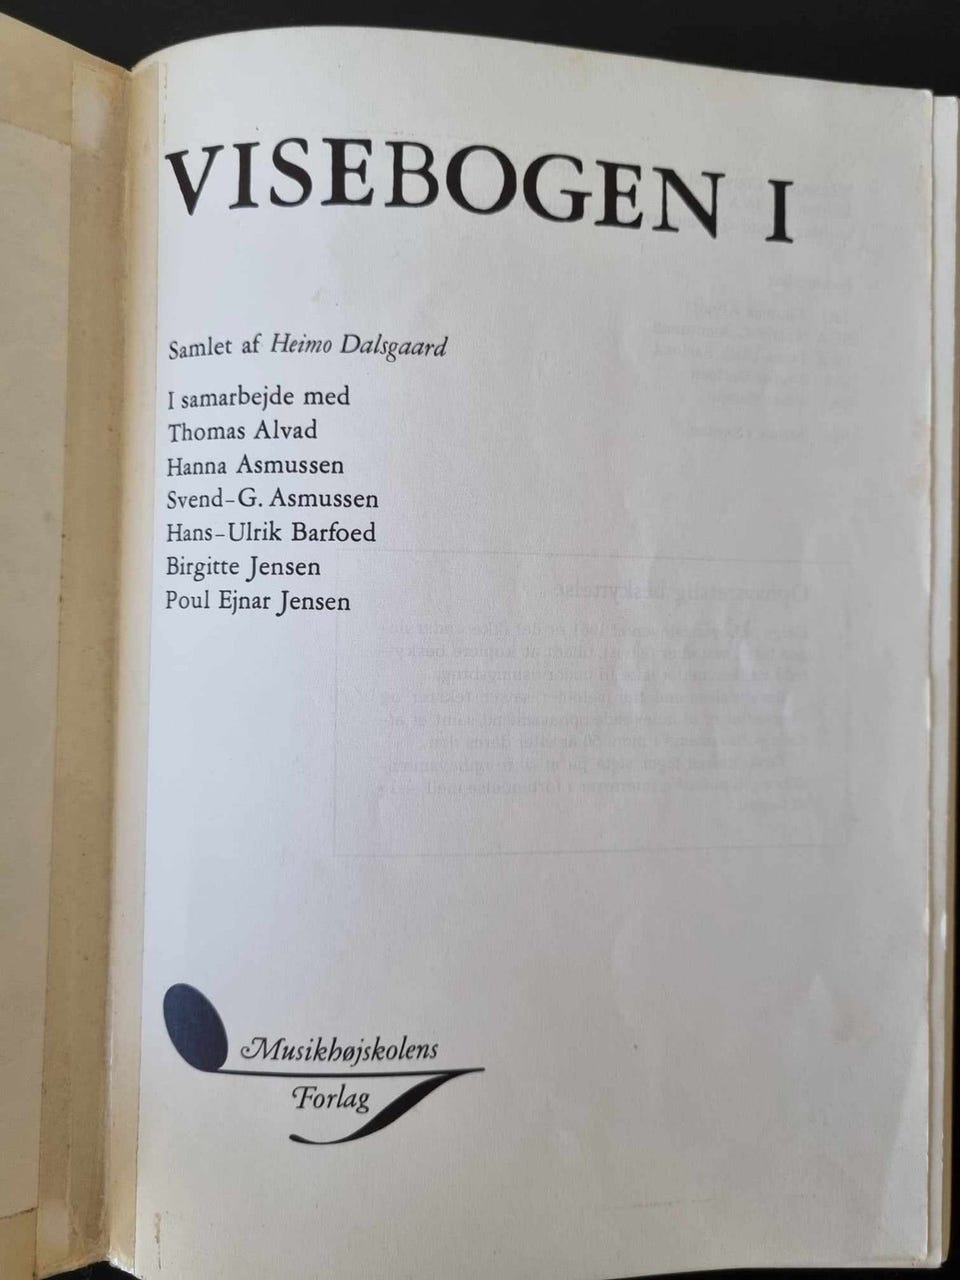 VISEBOGEN I
Samlet af Heimo Dalsgaard
I samarbejde med
Thomas Alvad
Hanna Asmussen
Svend-G. Asmussen
Hans-Ulrik Barfoed
Birgitte Jensen
Poul Ejnar Jensen
Musikhøjskolens
Forlag